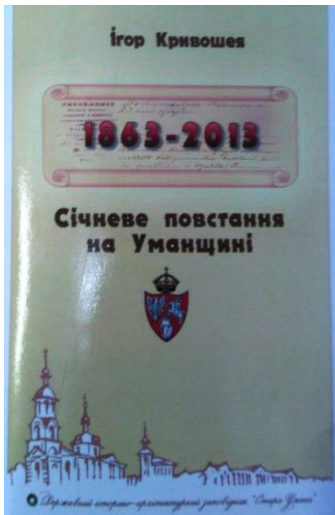 Ігор Кривошея
1863-2013
Січневе повстання
на Уманщині
Державний історико-архітектурний заповідник "Стара Умань"